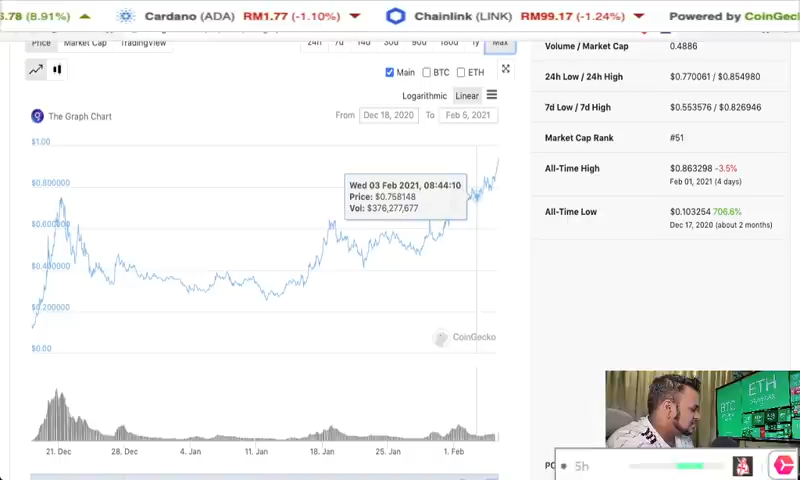 5.78 (8.91%) Cardano (ADA) RM1.77 (-1.10%) Chainlink (LINK) RM99.17 (-1.24%) Powered by CoinGecko
Price Market Cap TradingView 24h 7d 14d 30d 90d 180d 1y Max
Main BTC ETH
Logarithmic Linear
The Graph Chart From Dec 18, 2020 To Feb 5, 2021
$1.00
$0.800000
$0.600000
$0.400000
$0.200000
$0.00
Wed 03 Feb 2021, 08:44:10
Price: $0.758148
Vol: $376,277,677
CoinGecko
21. Dec 28. Dec 4. Jan 11. Jan 18. Jan 25. Jan 1. Feb
Volume / Market Cap 0.4886
24h Low / 24h High $0.770061 / $0.854980
7d Low / 7d High $0.553576 / $0.826946
Market Cap Rank #51
All-Time High $0.863298 -3.5%
Feb 01, 2021 (4 days)
All-Time Low $0.103254 706.6%
Dec 17, 2020 (about 2 months)
BTC
ETH
5h